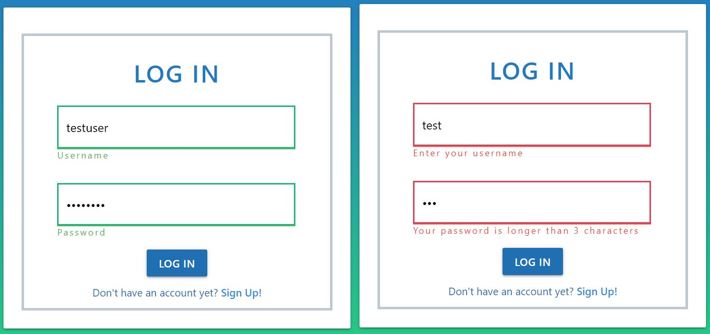 LOG IN
testuser
Username
••••••••
Password
LOG IN
Don't have an account yet? Sign Up!
LOG IN
test
Enter your username
•••
Your password is longer than 3 characters
LOG IN
Don't have an account yet? Sign Up!